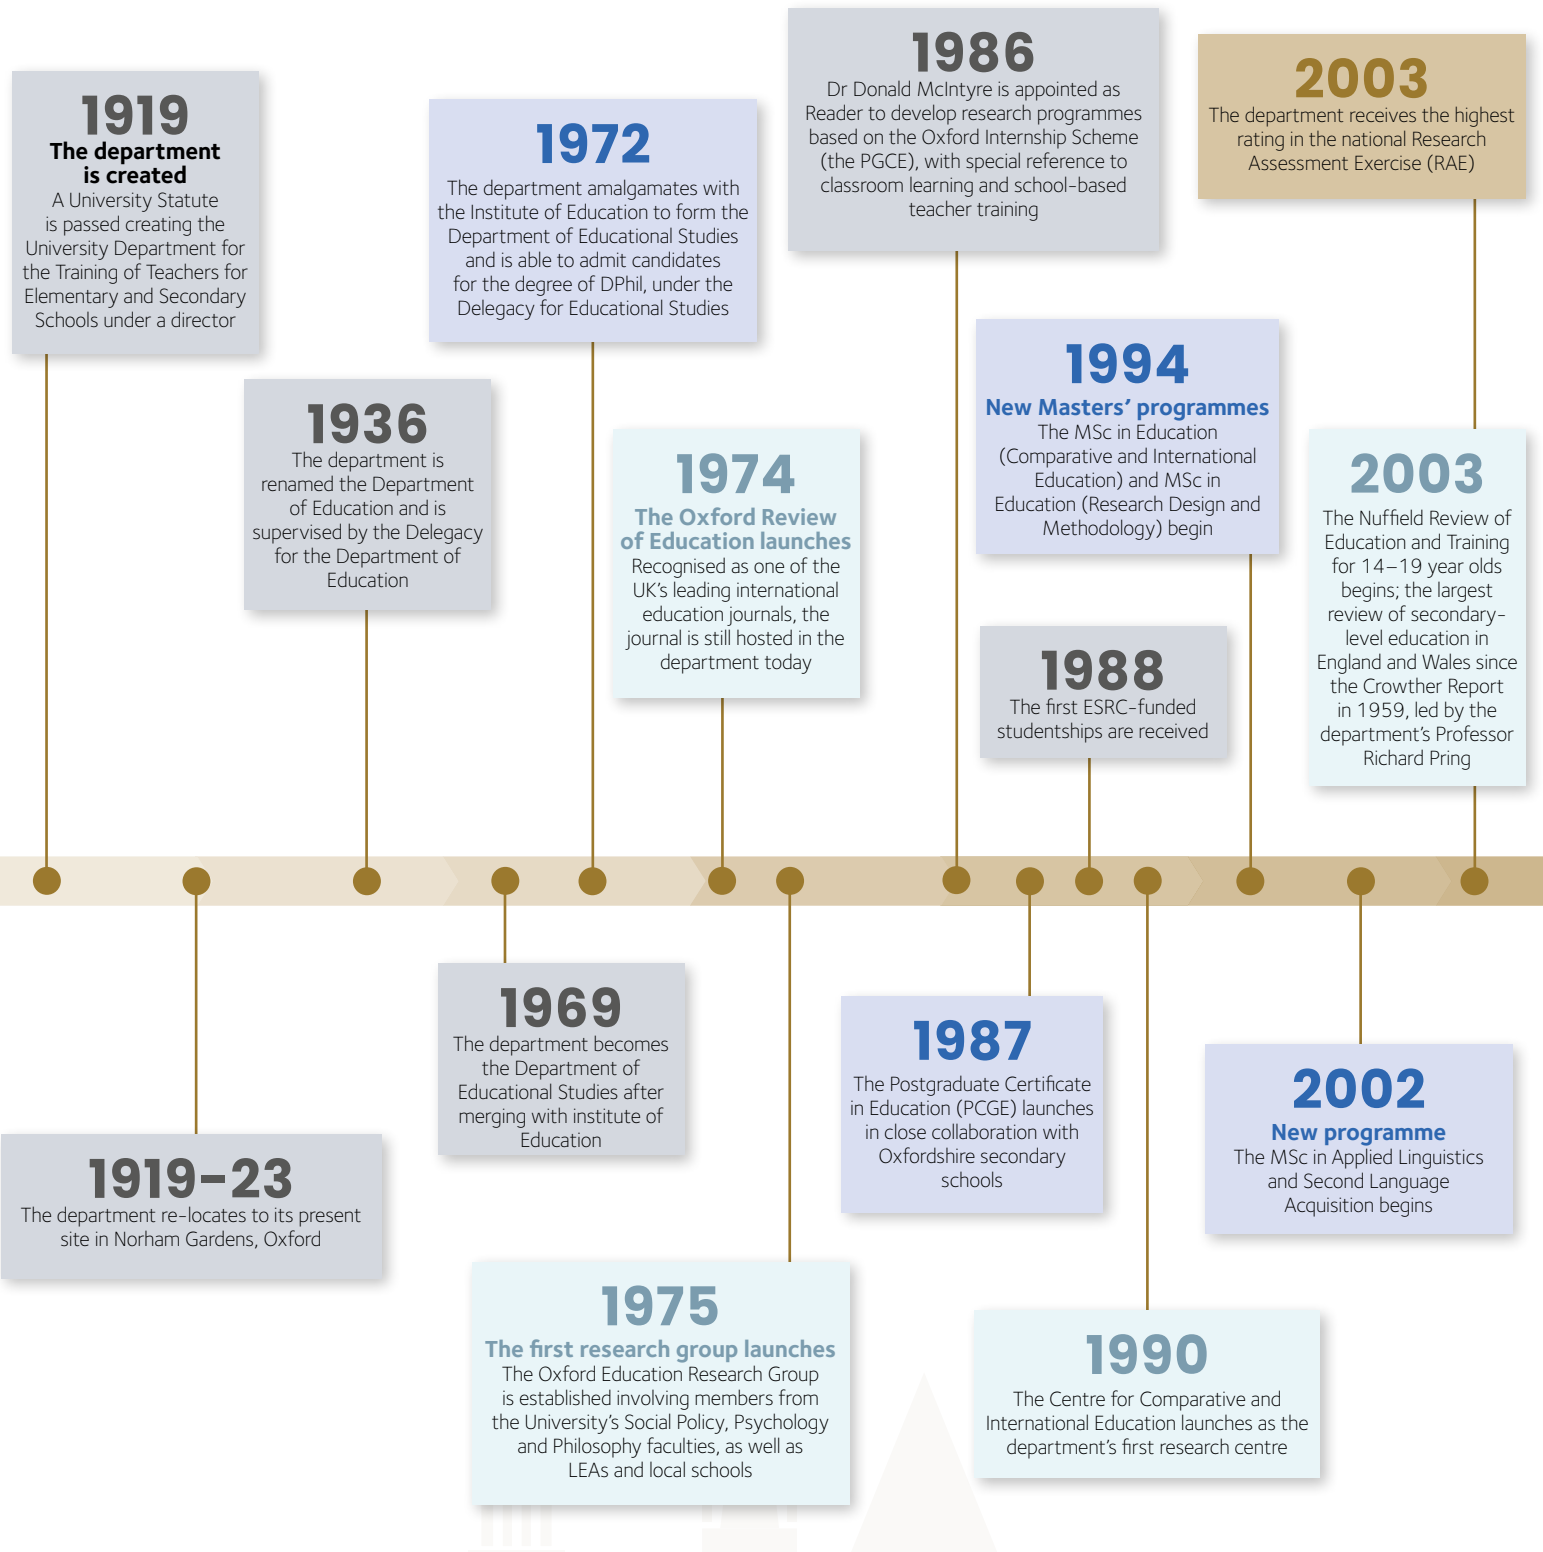 1919
The department
is created
A University Statute
is passed creating the
University Department for
the Training of Teachers for
Elementary and Secondary
Schools under a director
1936
The department is
renamed the Department
of Education and is
supervised by the Delegacy
for the Department of
Education
1972
The department amalgamates with
the Institute of Education to form the
Department of Educational Studies
and is able to admit candidates
for the degree of DPhil, under the
Delegacy for Educational Studies
1974
The Oxford Review
of Education launches
Recognised as one of the
UK’s leading international
education journals, the
journal is still hosted in the
department today
1986
Dr Donald McIntyre is appointed as
Reader to develop research programmes
based on the Oxford Internship Scheme
(the PGCE), with special reference to
classroom learning and school-based
teacher training
1994
New Masters’ programmes
The MSc in Education
(Comparative and International
Education) and MSc in
Education (Research Design and
Methodology) begin
1988
The first ESRC-funded
studentships are received
2003
The department receives the highest
rating in the national Research
Assessment Exercise (RAE)
2003
The Nuffield Review of
Education and Training
for 14–19 year olds
begins; the largest
review of secondary-
level education in
England and Wales since
the Crowther Report
in 1959, led by the
department’s Professor
Richard Pring
1919-23
The department re-locates to its present
site in Norham Gardens, Oxford
1969
The department becomes
the Department of
Educational Studies after
merging with institute of
Education
1975
The first research group launches
The Oxford Education Research Group
is established involving members from
the University’s Social Policy, Psychology
and Philosophy faculties, as well as
LEAs and local schools
1987
The Postgraduate Certificate
in Education (PCGE) launches
in close collaboration with
Oxfordshire secondary
schools
1990
The Centre for Comparative and
International Education launches as the
department’s first research centre
2002
New programme
The MSc in Applied Linguistics
and Second Language
Acquisition begins